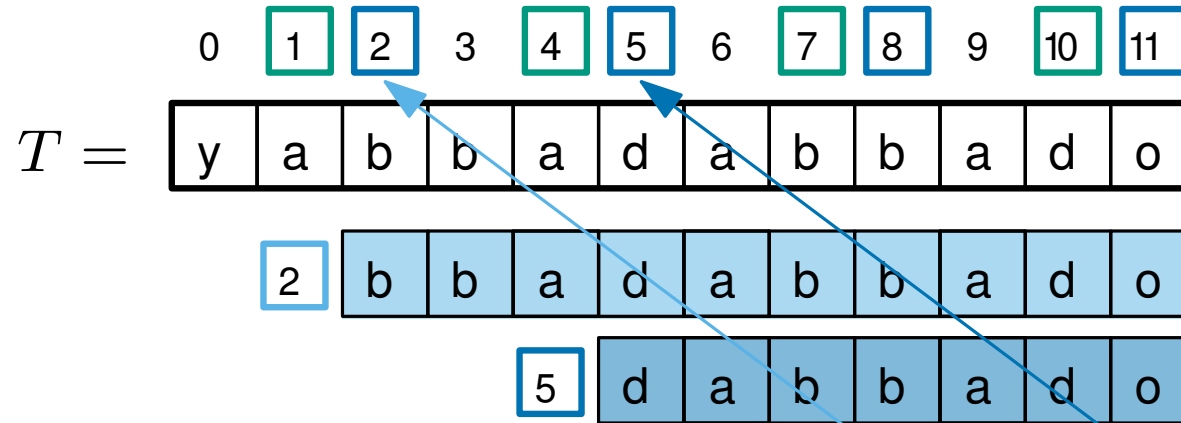 0 1 2 3 4 5 6 7 8 9 10 11
T = y a b b a d a b b a d o
2 b b a d a b b a d o
5 d a b b a d o